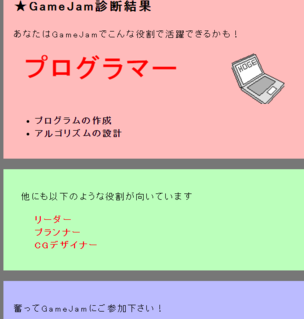 ★GameJam診断結果
あなたはGameJamでこんな役割で活躍できるかも！
プログラマー
HOGE
• プログラムの作成
• アルゴリズムの設計
他にも以下のような役割が向いています
リーダー
プランナー
CGデザイナー
奮ってGameJamにご参加下さい！